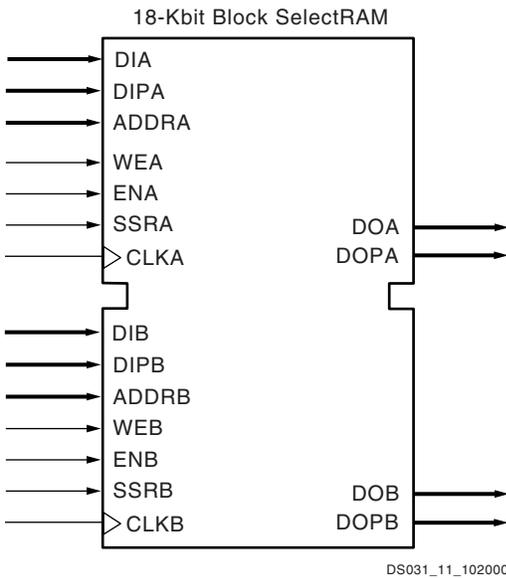 18-Kbit Block SelectRAM
DIA
DIPA
ADDRA
WEA
ENA
SSRA
CLKA
DOA
DOPA
DIB
DIPB
ADDRB
WEB
ENB
SSRB
CLKB
DOB
DOPB
DS031_11_102000